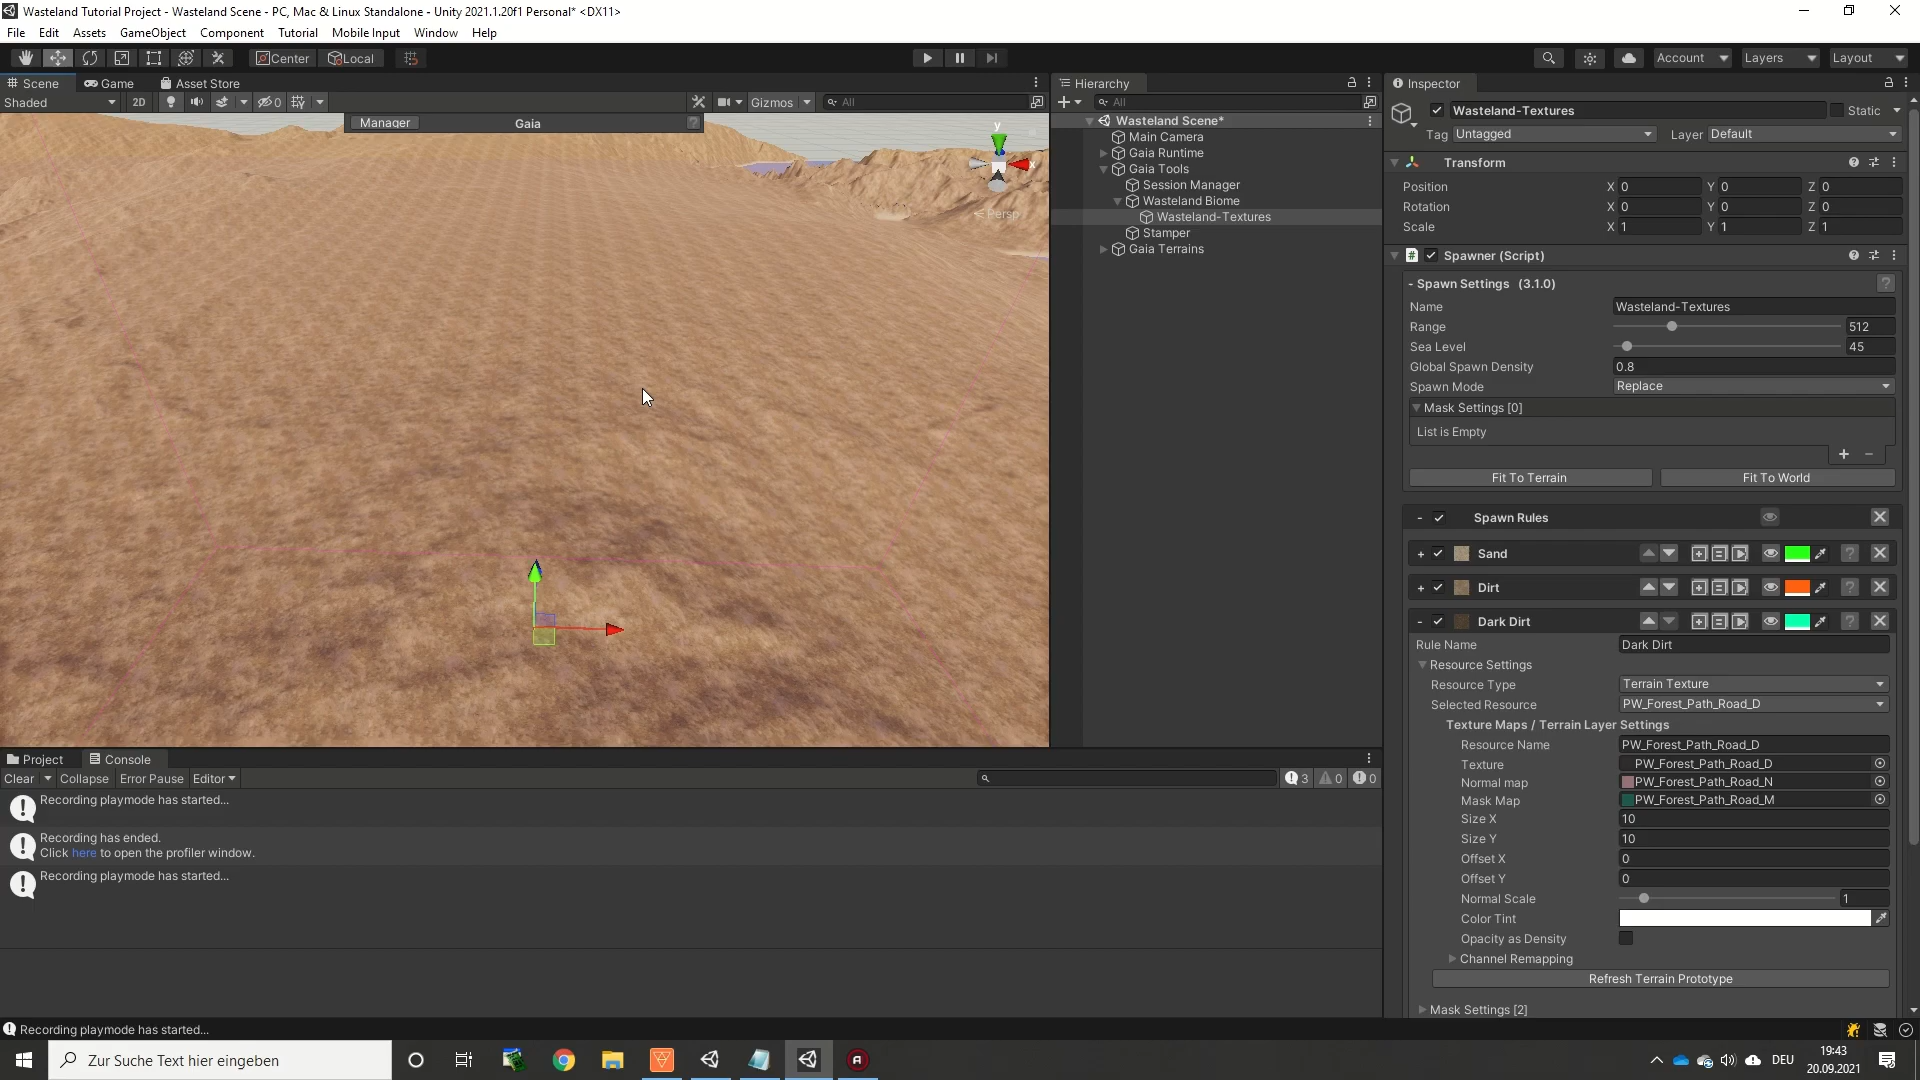 Wasteland Tutorial Project - Wasteland Scene - PC, Mac & Linux Standalone - Unity 2021.1.20f1 Personal* <DX11>
File Edit Assets GameObject Component Tutorial Mobile Input Window Help
Center Local Account Layers Layout
Scene Game Asset Store
Shaded 2D 0 Gizmos All
Manager Gaia
y
x
Persp
Hierarchy
All
Wasteland Scene*
Main Camera
Gaia Runtime
Gaia Tools
Session Manager
Wasteland Biome
Wasteland-Textures
Stamper
Gaia Terrains
Inspector
Wasteland-Textures Static
Tag Untagged Layer Default
Transform
Position X 0 Y 0 Z 0
Rotation X 0 Y 0 Z 0
Scale X 1 Y 1 Z 1
# Spawner (Script)
- Spawn Settings (3.1.0) ?
Name Wasteland-Textures
Range 512
Sea Level 45
Global Spawn Density 0.8
Spawn Mode Replace
Mask Settings [0]
List is Empty
+ -
Fit To Terrain Fit To World
- Spawn Rules
+ Sand ?
+ Dirt ?
- Dark Dirt ?
Rule Name Dark Dirt
Resource Settings
Resource Type Terrain Texture
Selected Resource PW_Forest_Path_Road_D
Texture Maps / Terrain Layer Settings
Resource Name PW_Forest_Path_Road_D
Texture PW_Forest_Path_Road_D
Normal map PW_Forest_Path_Road_N
Mask Map PW_Forest_Path_Road_M
Size X 10
Size Y 10
Offset X 0
Offset Y 0
Normal Scale 1
Color Tint
Opacity as Density
Channel Remapping
Refresh Terrain Prototype
Mask Settings [2]
Project Console
Clear Collapse Error Pause Editor 3 0 0
Recording playmode has started...
Recording has ended.
Click here to open the profiler window.
Recording playmode has started...
Recording playmode has started...
Zur Suche Text hier eingeben
DEU
19:43
20.09.2021